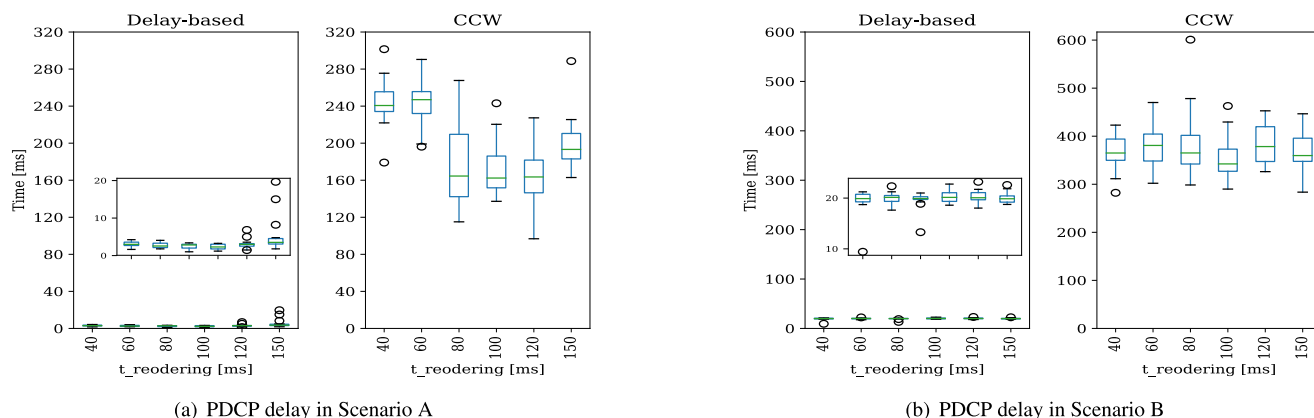 Delay-based CCW
320
280
240
200
160
120
80
40
0
Time [ms]
20
10
0
40 60 80 100 120 150
t_reodering [ms]
320
280
240
200
160
120
80
40
0
40 60 80 100 120 150
t_reodering [ms]
(a) PDCP delay in Scenario A
Delay-based CCW
600
500
400
300
200
100
0
Time [ms]
20
10
40 60 80 100 120 150
t_reodering [ms]
600
500
400
300
200
100
0
40 60 80 100 120 150
t_reodering [ms]
(b) PDCP delay in Scenario B